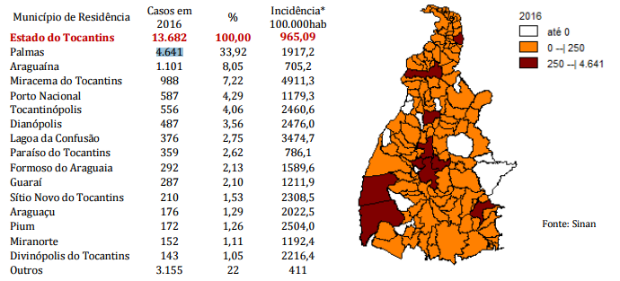 Município de Residência Casos em 2016 % Incidência* 100.000hab
Estado do Tocantins 13.682 100,00 965,09
Palmas 4.641 33,92 1917,2
Araguaína 1.101 8,05 705,2
Miracema do Tocantins 988 7,22 4911,3
Porto Nacional 587 4,29 1179,3
Tocantinópolis 556 4,06 2460,6
Dianópolis 487 3,56 2476,0
Lagoa da Confusão 376 2,75 3474,7
Paraíso do Tocantins 359 2,62 786,1
Formoso do Araguaia 292 2,13 1589,6
Guaraí 287 2,10 1211,9
Sítio Novo do Tocantins 210 1,53 2308,5
Araguaçu 176 1,29 2022,5
Pium 172 1,26 2504,0
Miranorte 152 1,11 1192,4
Divinópolis do Tocantins 143 1,05 2216,4
Outros 3.155 22 411
2016
até 0
0 --| 250
250 --| 4.641
Fonte: Sinan